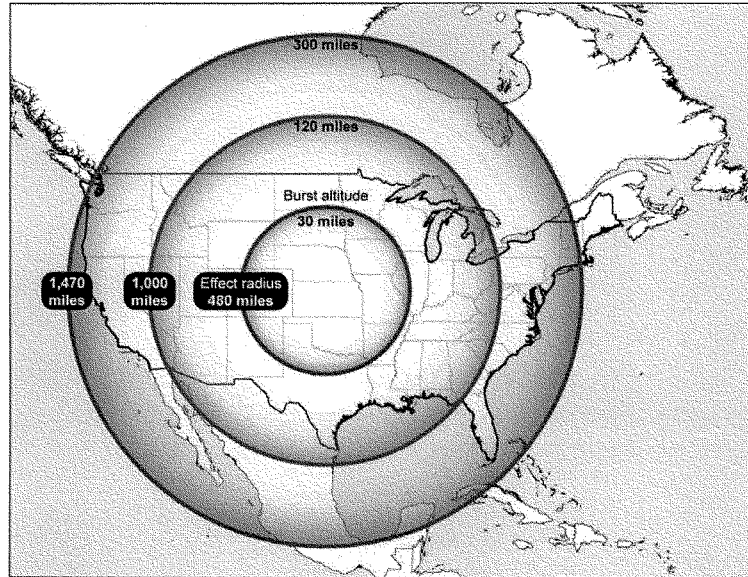 300 miles
120 miles
Burst altitude
30 miles
1,470
miles
1,000
miles
Effect radius
480 miles